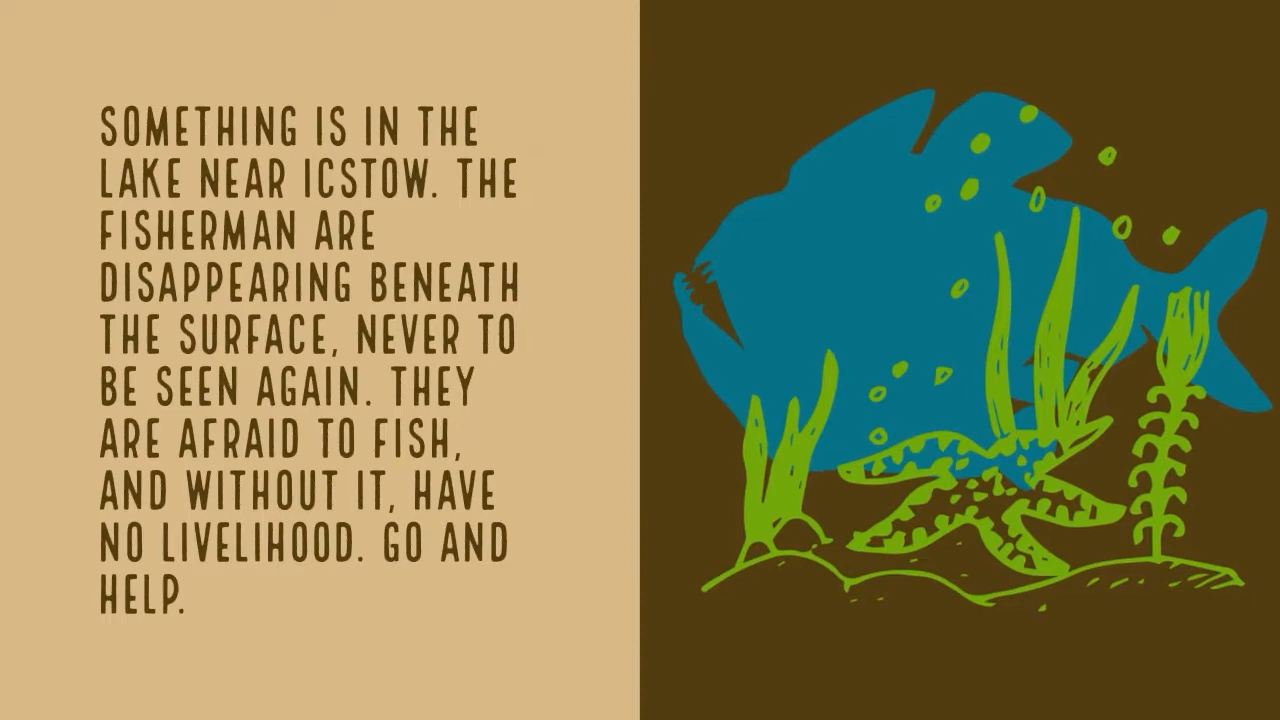 SOMETHING IS IN THE
LAKE NEAR ICSTOW. THE
FISHERMAN ARE
DISAPPEARING BENEATH
THE SURFACE, NEVER TO
BE SEEN AGAIN. THEY
ARE AFRAID TO FISH,
AND WITHOUT IT, HAVE
NO LIVELIHOOD. GO AND
HELP.